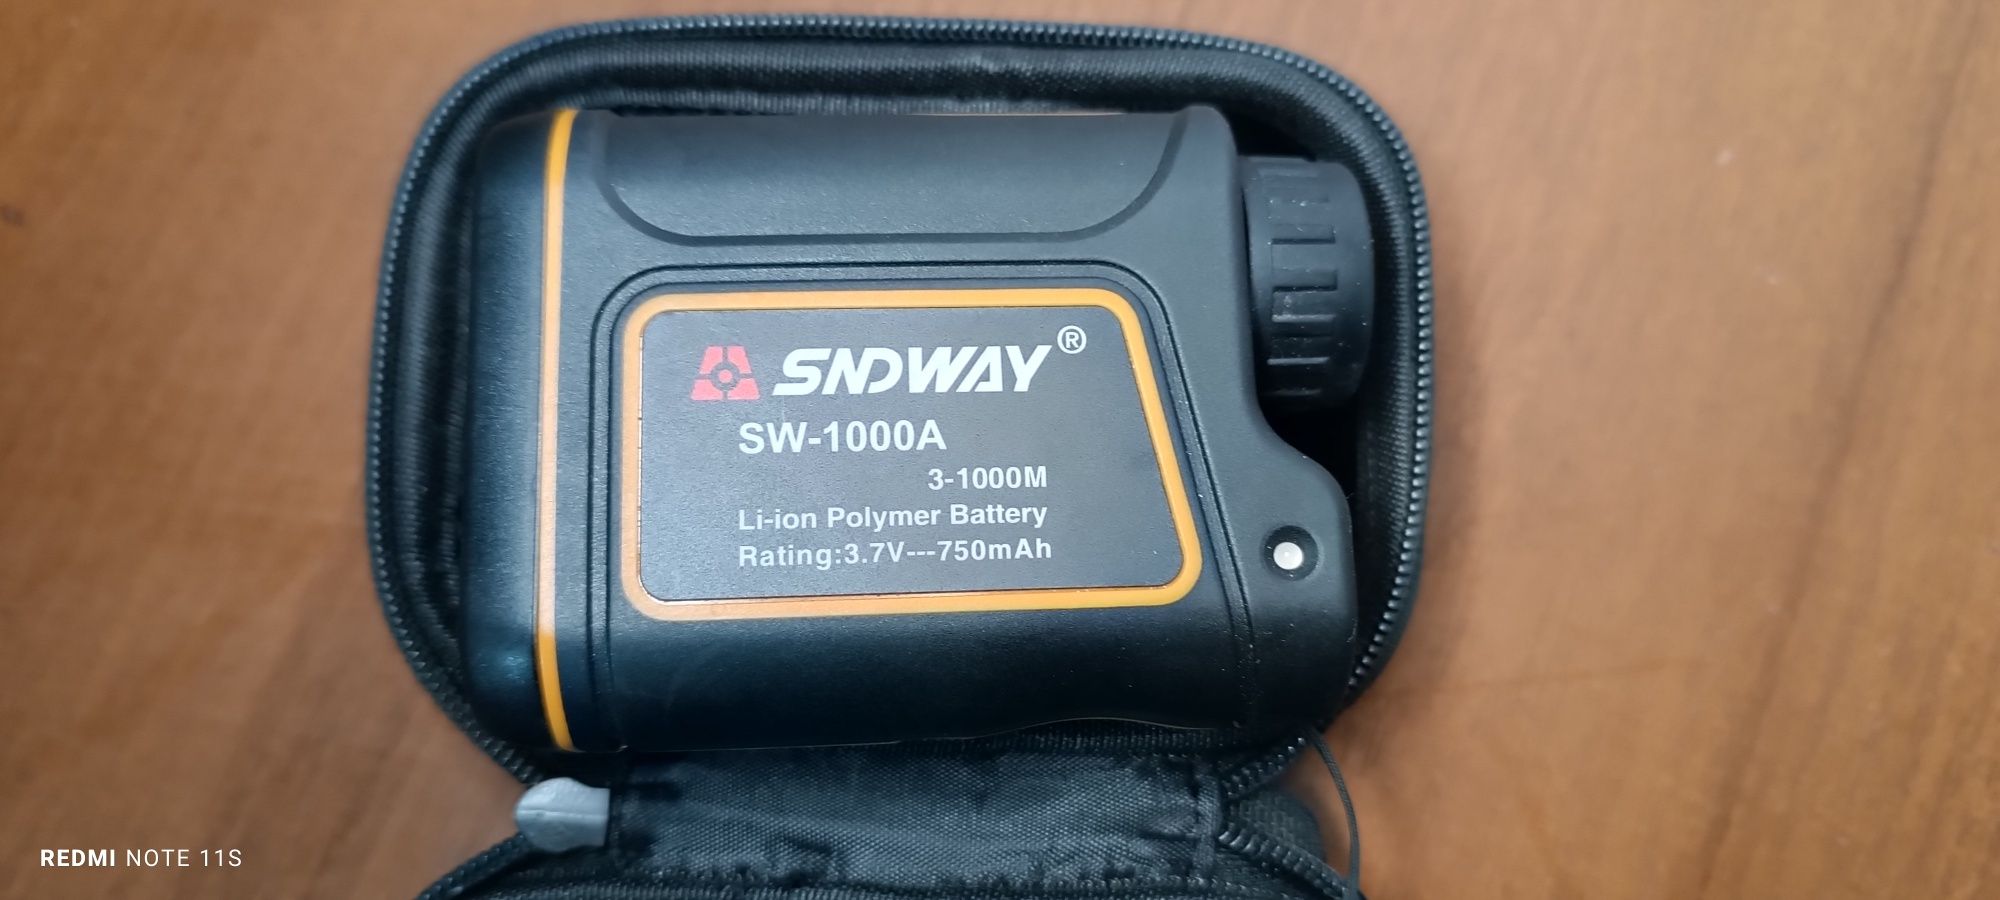 SNDWAY®
SW-1000A
3-1000M
Li-ion Polymer Battery
Rating:3.7V---750mAh
REDMI NOTE 11S